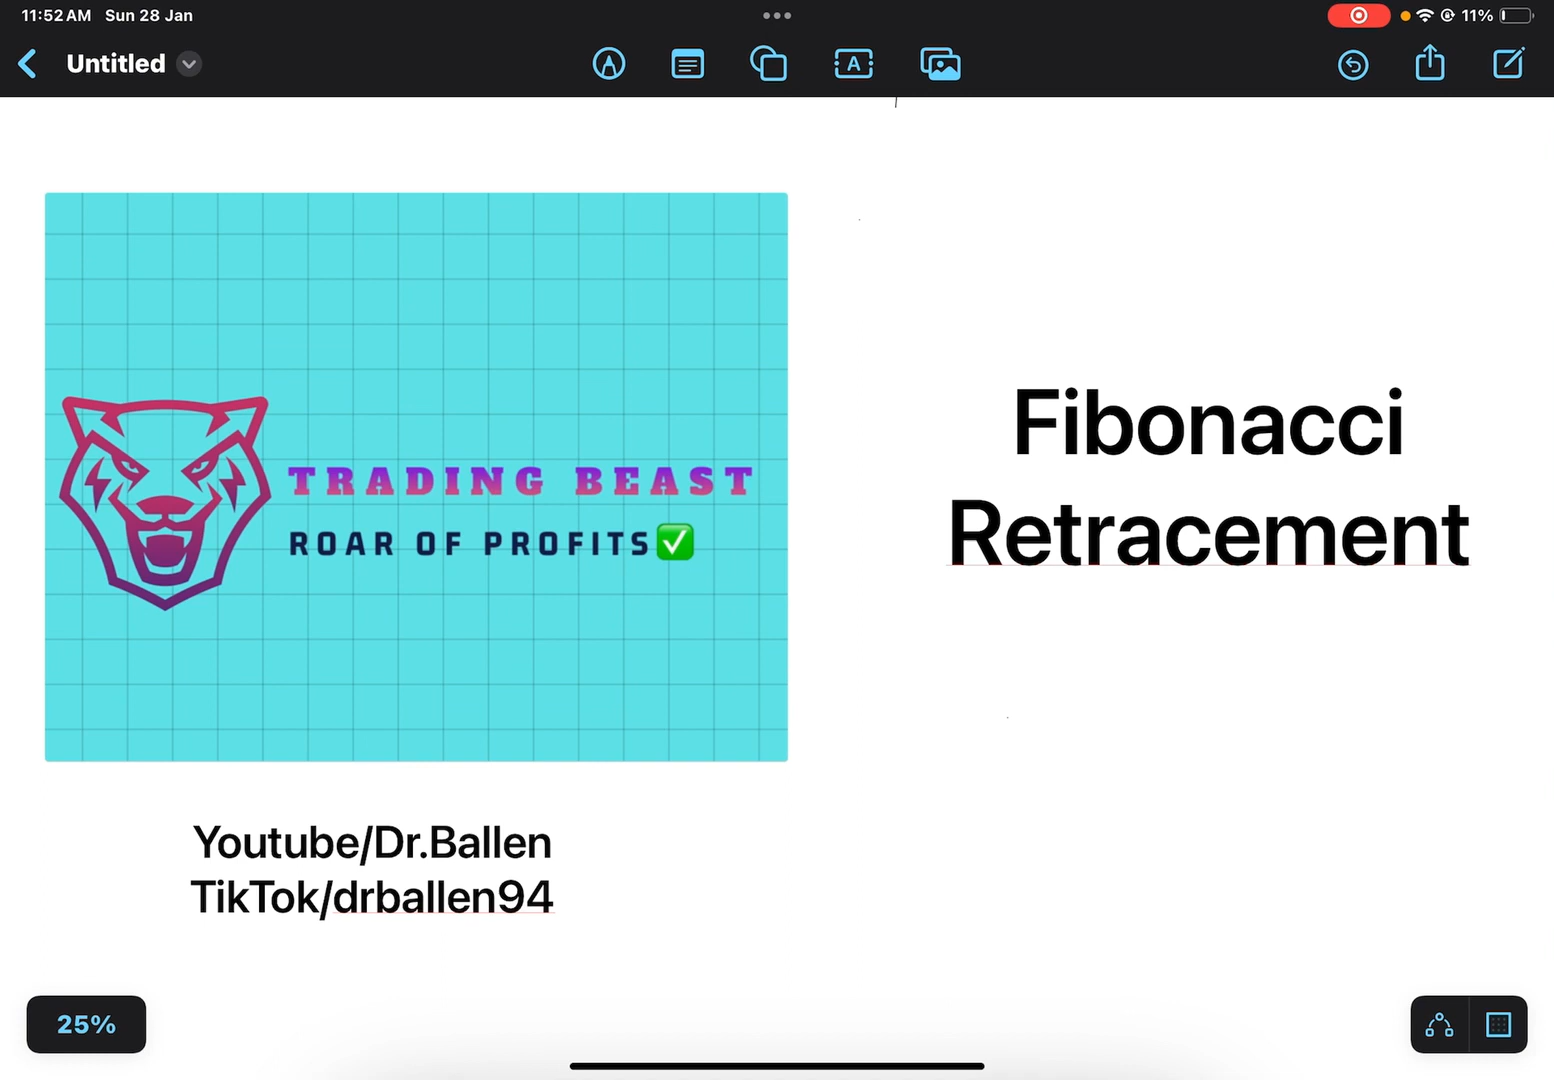 11:52 AM Sun 28 Jan
11%
Untitled
A
TRADING BEAST
ROAR OF PROFITS✅
Youtube/Dr.Ballen
TikTok/drballen94
Fibonacci
Retracement
25%